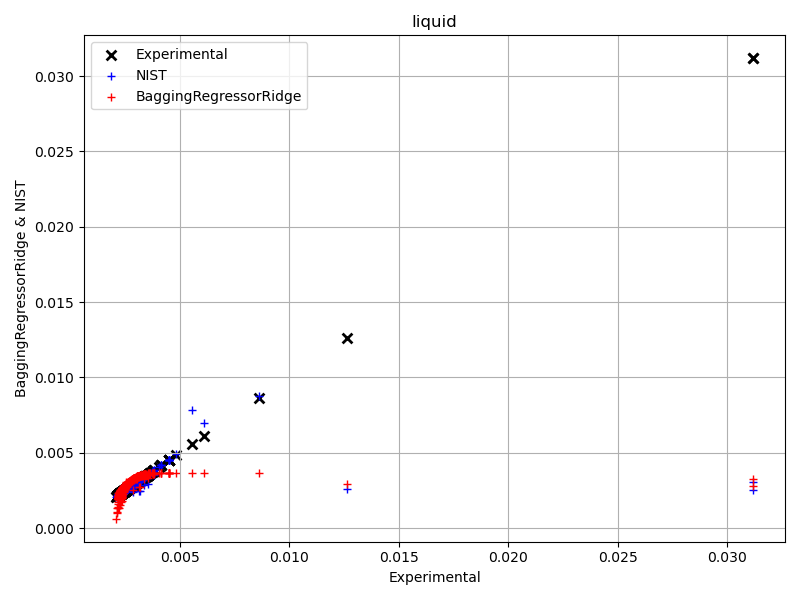 liquid
Experimental
NIST
BaggingRegressorRidge
BaggingRegressorRidge & NIST
0.030
0.025
0.020
0.015
0.010
0.005
0.000
0.005 0.010 0.015 0.020 0.025 0.030
Experimental